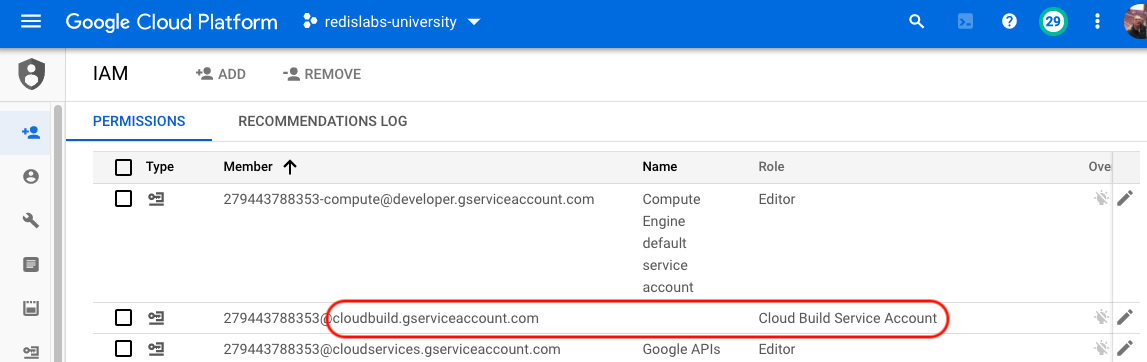 Google Cloud Platform redislabs-university 29
IAM ADD REMOVE
PERMISSIONS RECOMMENDATIONS LOG
Type Member Name Role Ove
279443788353-compute@developer.gserviceaccount.com Compute Editor
Engine
default
service
account
279443788353@cloudbuild.gserviceaccount.com Cloud Build Service Account
279443788353@cloudservices.gserviceaccount.com Google APIs Editor